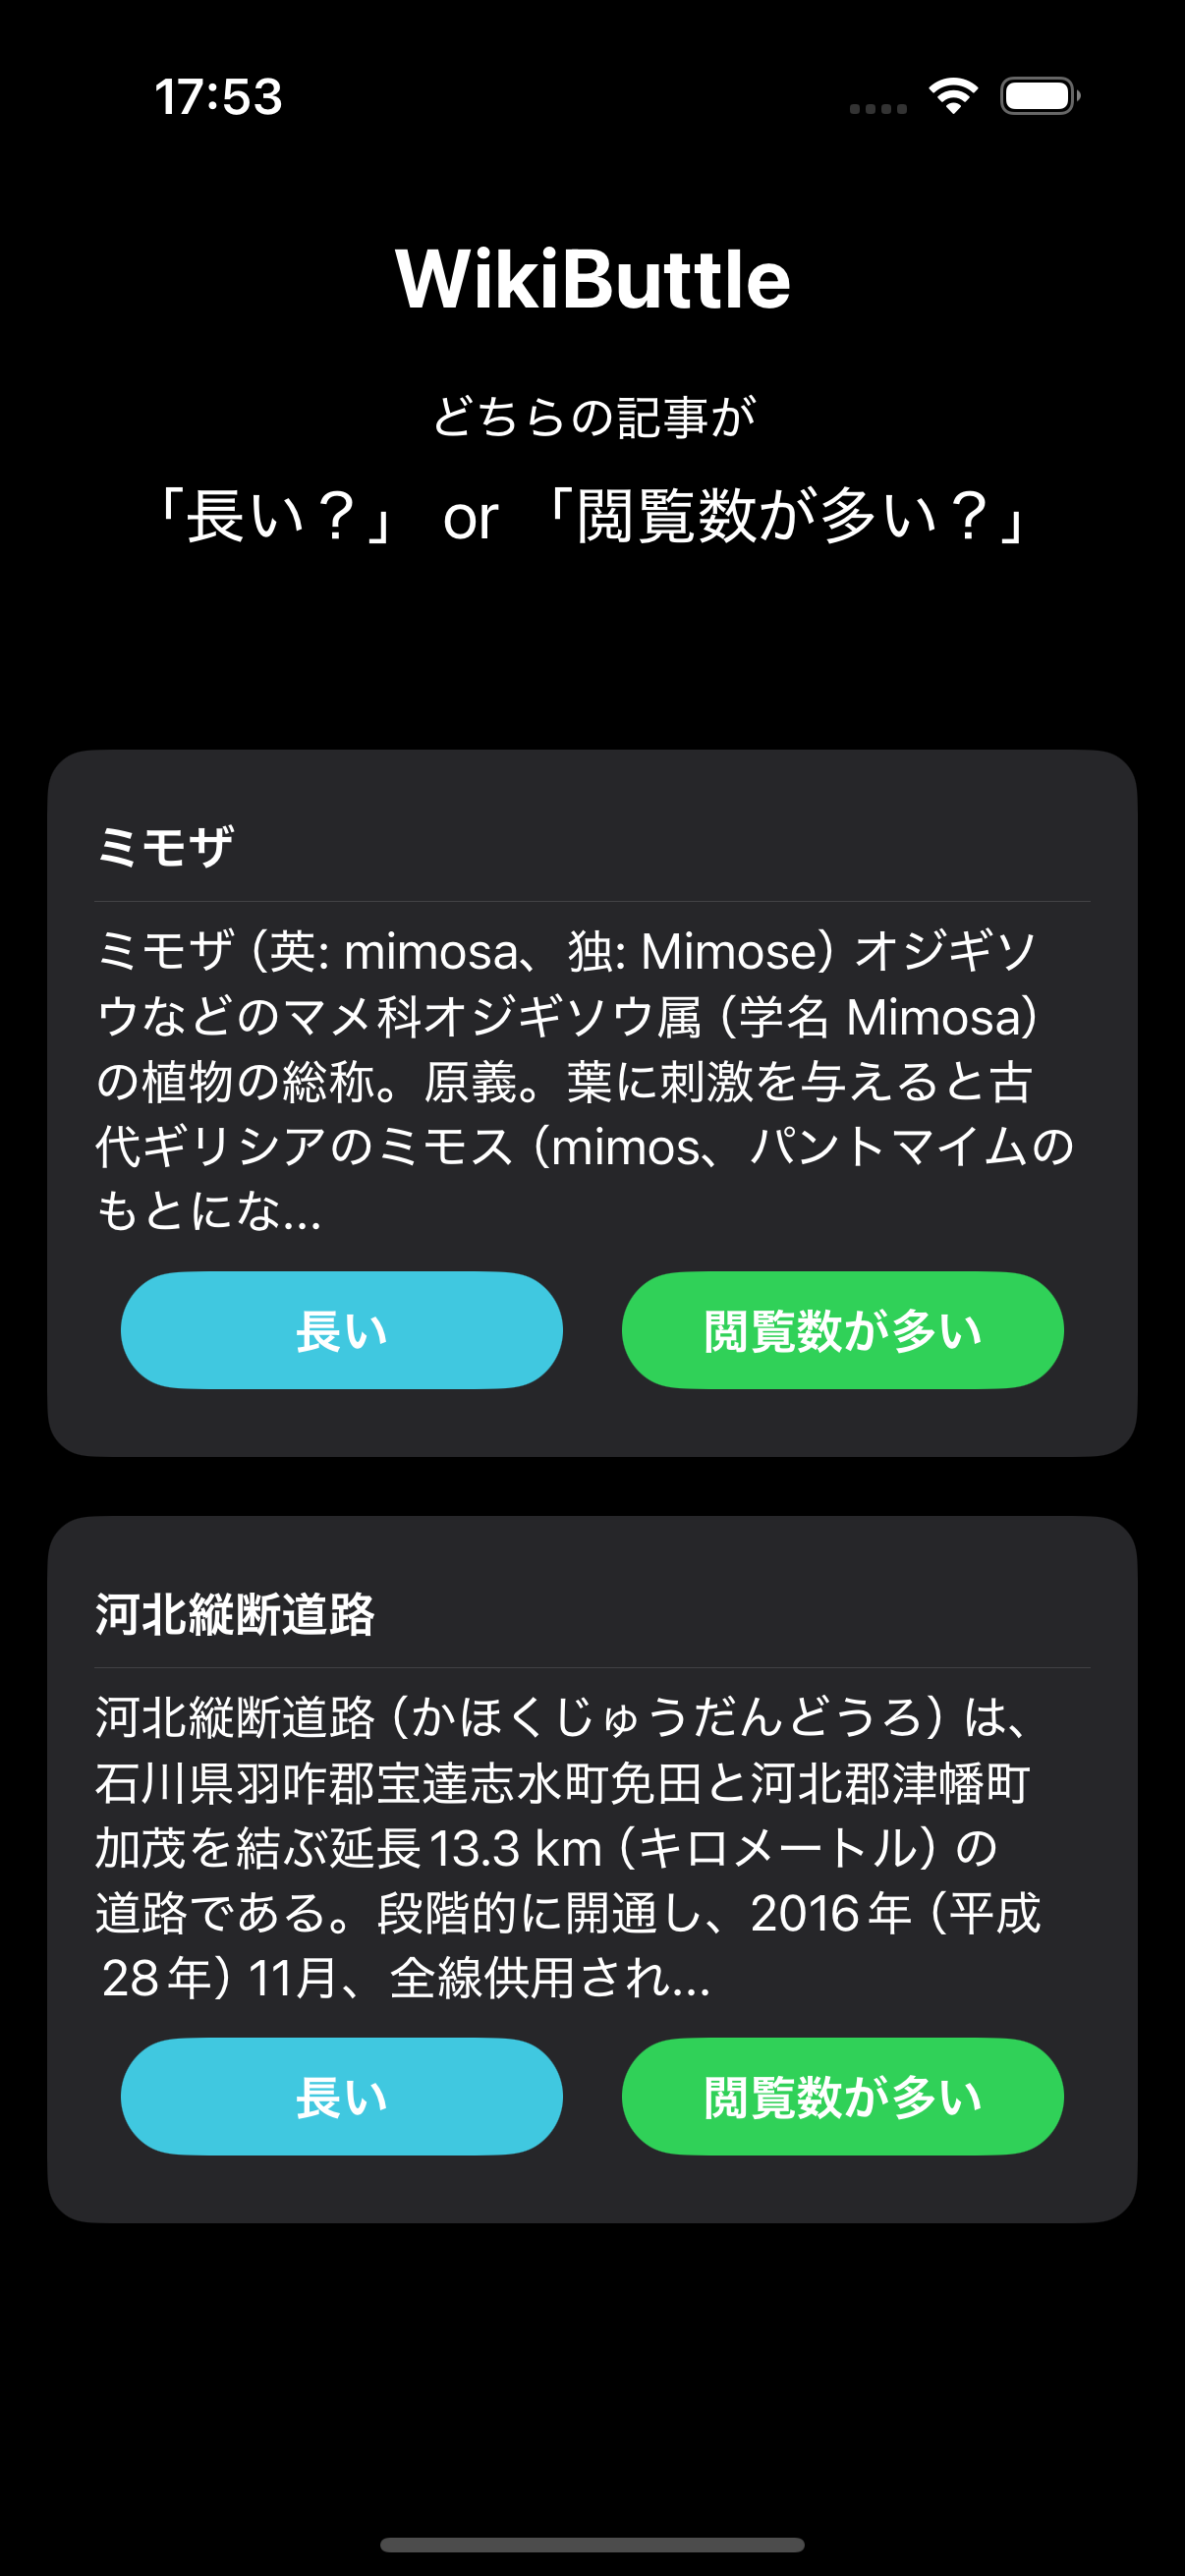 17:53
WikiButtle
どちらの記事が
「長い？」 or 「閲覧数が多い？」
ミモザ
ミモザ（英: mimosa、独: Mimose）オジギソ
ウなどのマメ科オジギソウ属（学名 Mimosa）
の植物の総称。原義。葉に刺激を与えると古
代ギリシアのミモス（mimos、パントマイムの
もとにな...
長い
閲覧数が多い
河北縦断道路
河北縦断道路（かほくじゅうだんどうろ）は、
石川県羽咋郡宝達志水町免田と河北郡津幡町
加茂を結ぶ延長 13.3 km（キロメートル）の
道路である。段階的に開通し、2016 年（平成
28 年）11月、全線供用され...
長い
閲覧数が多い